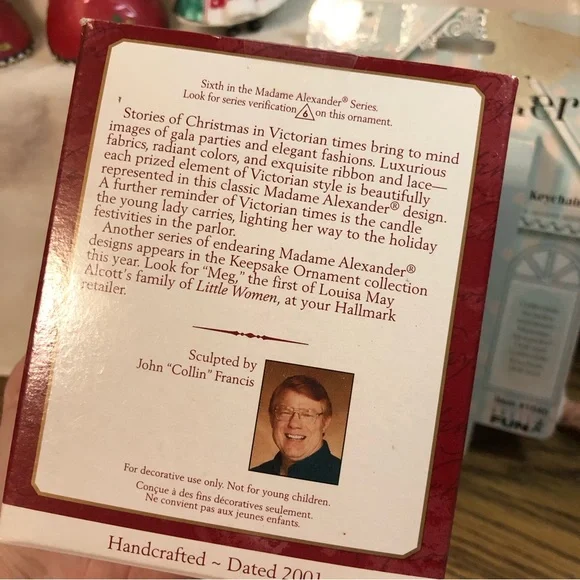 Sixth in the Madame Alexander® Series.
Look for series verification 6 on this ornament.
Stories of Christmas in Victorian times bring to mind
images of gala parties and elegant fashions. Luxurious
fabrics, radiant colors, and exquisite ribbon and lace—
each prized element of Victorian style is beautifully
represented in this classic Madame Alexander® design.
A further reminder of Victorian times is the candle
the young lady carries, lighting her way to the holiday
festivities in the parlor.
Another series of endearing Madame Alexander®
designs appears in the Keepsake Ornament collection
this year. Look for "Meg," the first of Louisa May
Alcott's family of Little Women, at your Hallmark
retailer.
Sculpted by
John "Collin" Francis
For decorative use only. Not for young children.
Conçue à des fins décoratives seulement.
Ne convient pas aux jeunes enfants.
Handcrafted ~ Dated 2001
Keychain
FUN